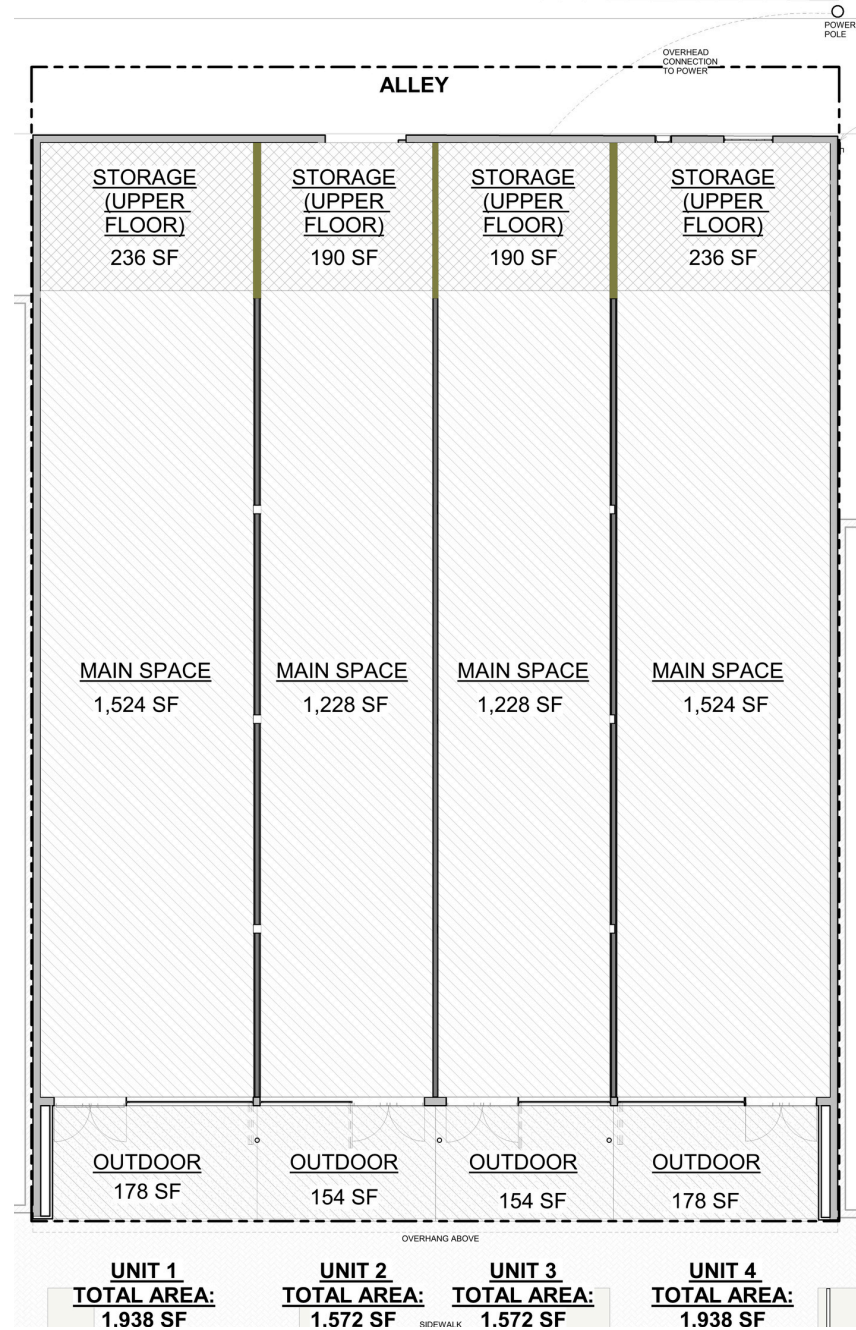 POWER
POLE
OVERHEAD
CONNECTION
TO POWER
ALLEY
STORAGE
(UPPER
FLOOR)
236 SF
STORAGE
(UPPER
FLOOR)
190 SF
STORAGE
(UPPER
FLOOR)
190 SF
STORAGE
(UPPER
FLOOR)
236 SF
MAIN SPACE
1,524 SF
MAIN SPACE
1,228 SF
MAIN SPACE
1,228 SF
MAIN SPACE
1,524 SF
OUTDOOR
178 SF
OUTDOOR
154 SF
OUTDOOR
154 SF
OUTDOOR
178 SF
OVERHANG ABOVE
UNIT 1
TOTAL AREA:
1,938 SF
UNIT 2
TOTAL AREA:
1,572 SF
SIDEWALK
UNIT 3
TOTAL AREA:
1,572 SF
UNIT 4
TOTAL AREA:
1,938 SF